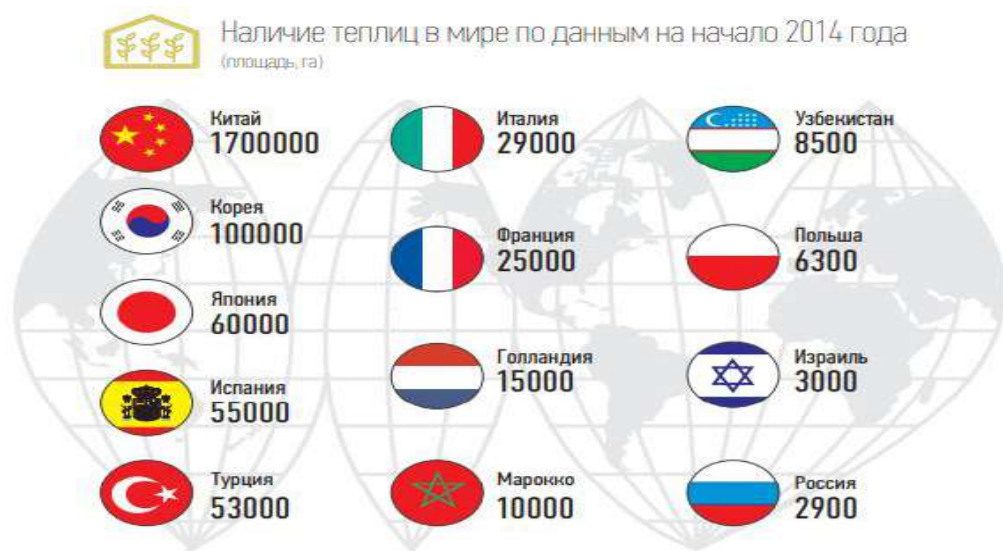 Наличие теплиц в мире по данным на начало 2014 года
(площадь, га)
Китай
1700000
Корея
100000
Япония
60000
Испания
55000
Турция
53000
Италия
29000
Франция
25000
Голландия
15000
Марокко
10000
Узбекистан
8500
Польша
6300
Израиль
3000
Россия
2900